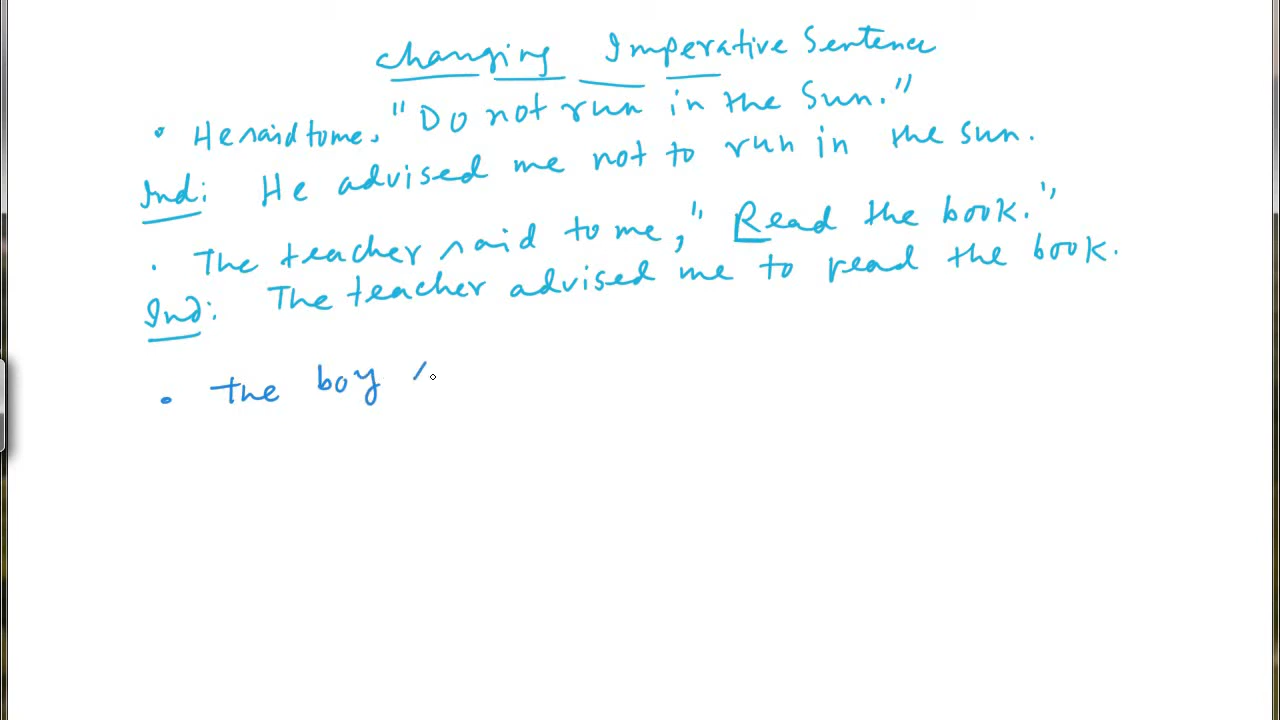 changing Imperative Sentence
• He said to me, "Do not run in the Sun."
Ind: He advised me not to run in the sun.
• The teacher said to me, "Read the book."
Ind: The teacher advised me to read the book.
• The boy